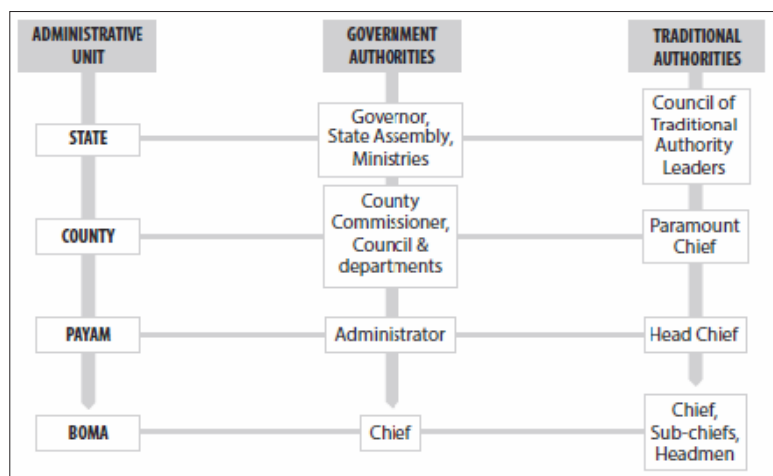 ADMINISTRATIVE
UNIT
GOVERNMENT
AUTHORITIES
TRADITIONAL
AUTHORITIES
STATE
Governor,
State Assembly,
Ministries
Council of
Traditional
Authority
Leaders
COUNTY
County
Commissioner,
Council &
departments
Paramount
Chief
PAYAM
Administrator
Head Chief
BOMA
Chief
Chief,
Sub-chiefs,
Headmen